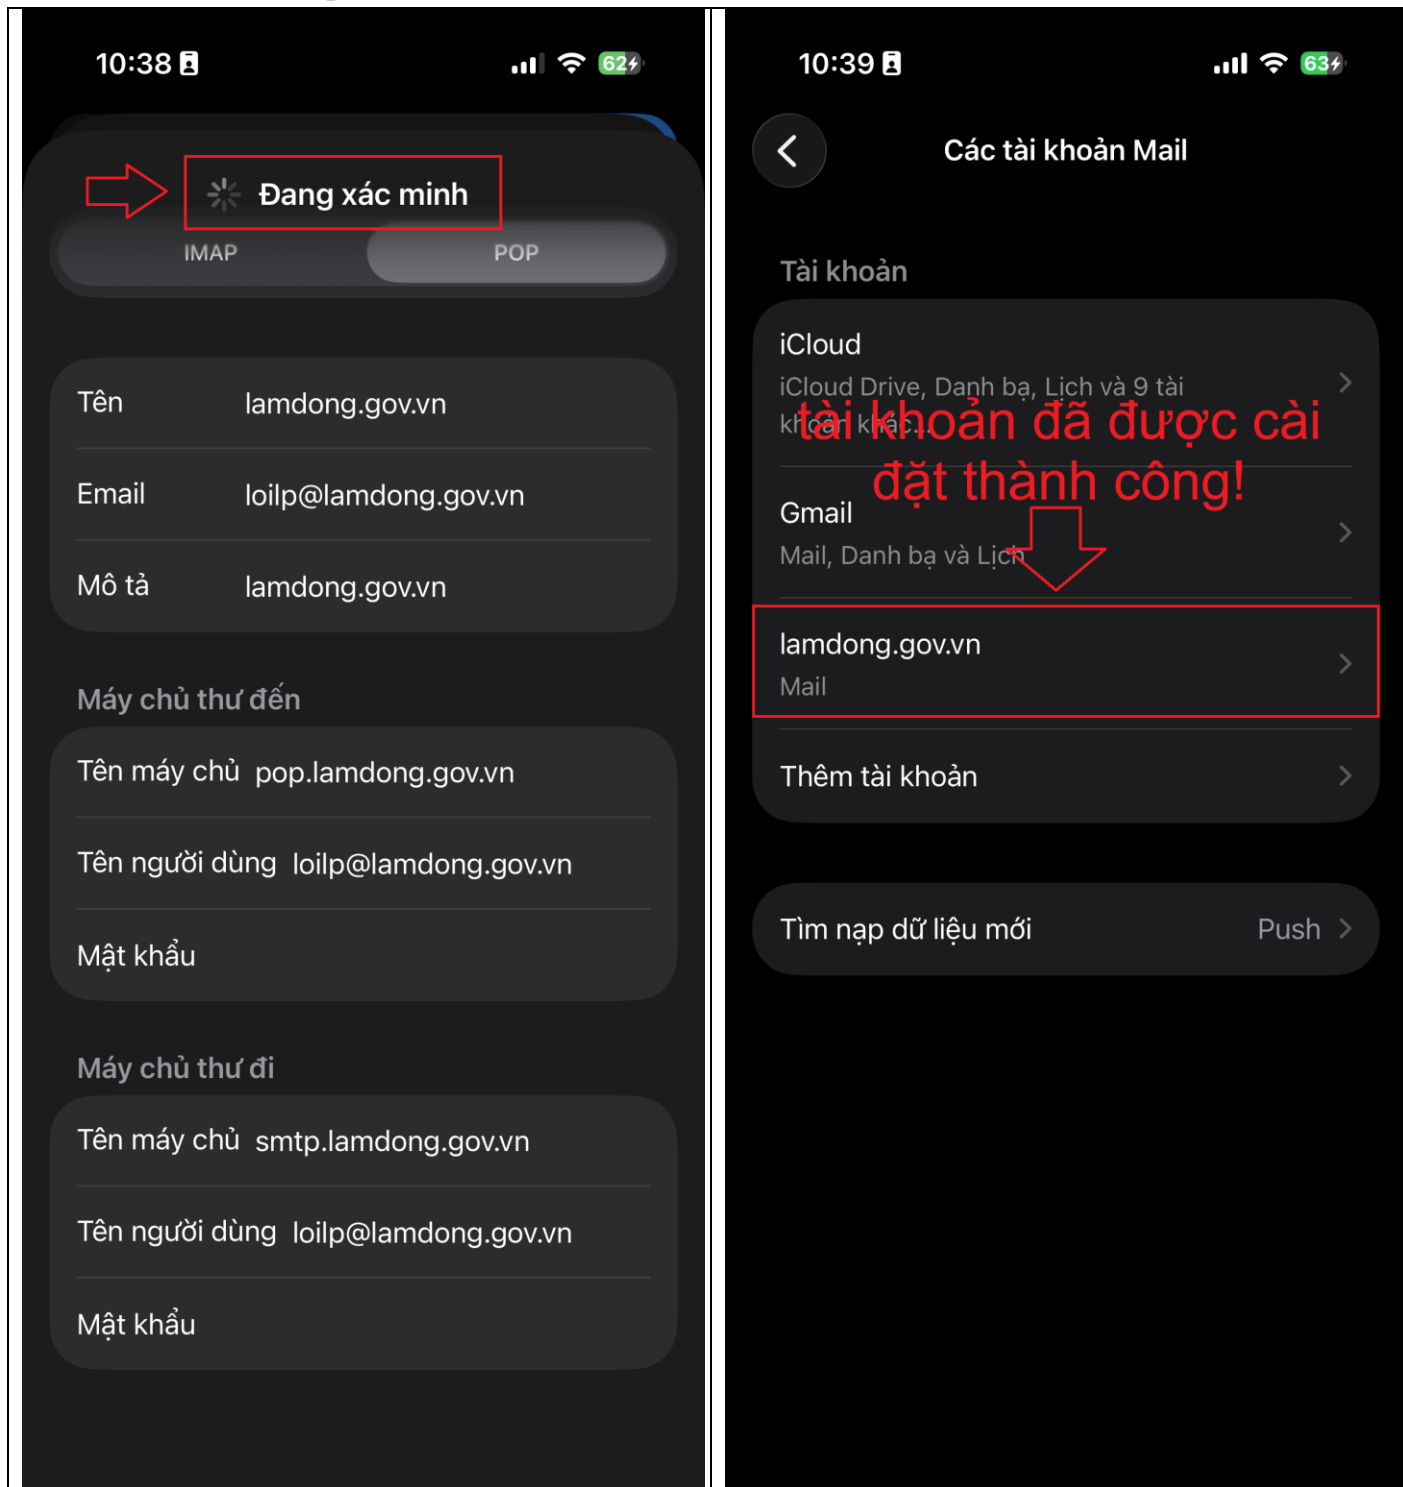 10:38
62
Đang xác minh
IMAP
POP
Tên lamdong.gov.vn
Email loilp@lamdong.gov.vn
Mô tả lamdong.gov.vn
Máy chủ thư đến
Tên máy chủ pop.lamdong.gov.vn
Tên người dùng loilp@lamdong.gov.vn
Mật khẩu
Máy chủ thư đi
Tên máy chủ smtp.lamdong.gov.vn
Tên người dùng loilp@lamdong.gov.vn
Mật khẩu
10:39
63
Các tài khoản Mail
Tài khoản
iCloud
iCloud Drive, Danh bạ, Lịch và 9 tài
khoản khác...
tài khoản đã được cài
đặt thành công!
Gmail
Mail, Danh bạ và Lịch
lamdong.gov.vn
Mail
Thêm tài khoản
Tìm nạp dữ liệu mới Push